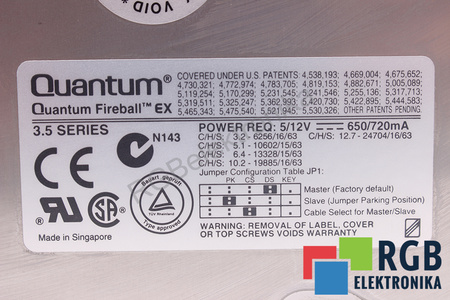 VOID
Quantum®
Quantum Fireball™ EX
3.5 SERIES
COVERED UNDER U.S. PATENTS: 4,538,193; 4,669,004; 4,675,652;
4,730,321; 4,772,974; 4,783,705; 4,819,153; 4,882,671; 5,005,089;
5,119,254; 5,170,299; 5,231,545; 5,241,546; 5,255,136; 5,317,713;
5,319,511; 5,325,247; 5,362,993; 5,420,730; 5,422,895; 5,444,583;
5,465,343; 5,521,945; 5,530,326;
N143
POWER REQ: 5/12V 650/720mA
C/H/S: 3.2 - 6256/16/63 C/H/S: 12.7 - 24704/16/63
C/H/S: 5.1 - 10602/15/63
C/H/S: 6.4 - 13328/15/63
C/H/S: 10.2 - 19885/16/63
Jumper Configuration Table JP1:
PK CS DS KEY
Master (Factory default)
Slave (Jumper Parking Position)
Cable Select for Master/Slave
CE
Bauart geprüft
TÜV Rheinland
Type approved
Made in Singapore
WARNING: REMOVAL OF LABEL, COVER
OR SCREWS VOIDS WARRANTY.
RGB
ELEKTRONIKA